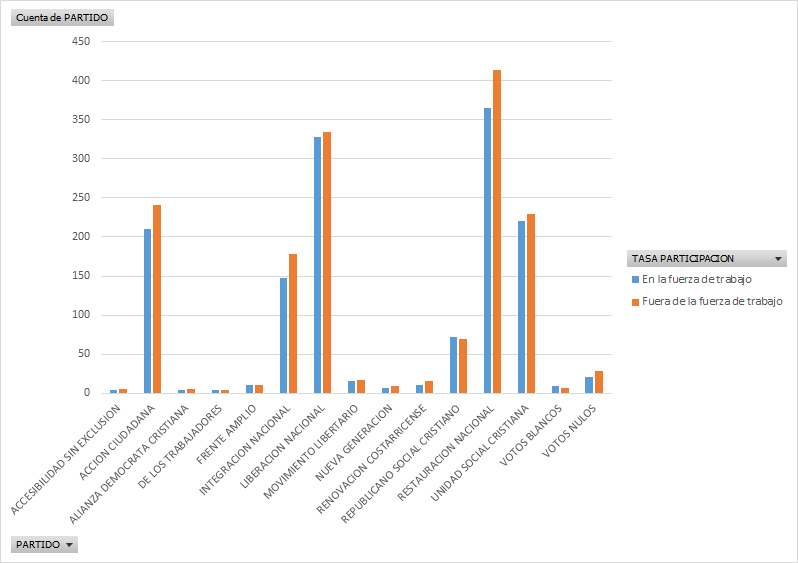 Cuenta de PARTIDO
450
400
350
300
250
200
150
100
50
0
ACCESIBILIDAD SIN EXCLUSION
ACCION CIUDADANA
ALIANZA DEMOCRATA CRISTIANA
DE LOS TRABAJADORES
FRENTE AMPLIO
INTEGRACION NACIONAL
LIBERACION NACIONAL
MOVIMIENTO LIBERTARIO
NUEVA GENERACION
RENOVACION COSTARRICENSE
REPUBLICANO SOCIAL CRISTIANO
RESTAURACION NACIONAL
UNIDAD SOCIAL CRISTIANA
VOTOS BLANCOS
VOTOS NULOS
TASA PARTICIPACION
En la fuerza de trabajo
Fuera de la fuerza de trabajo
PARTIDO